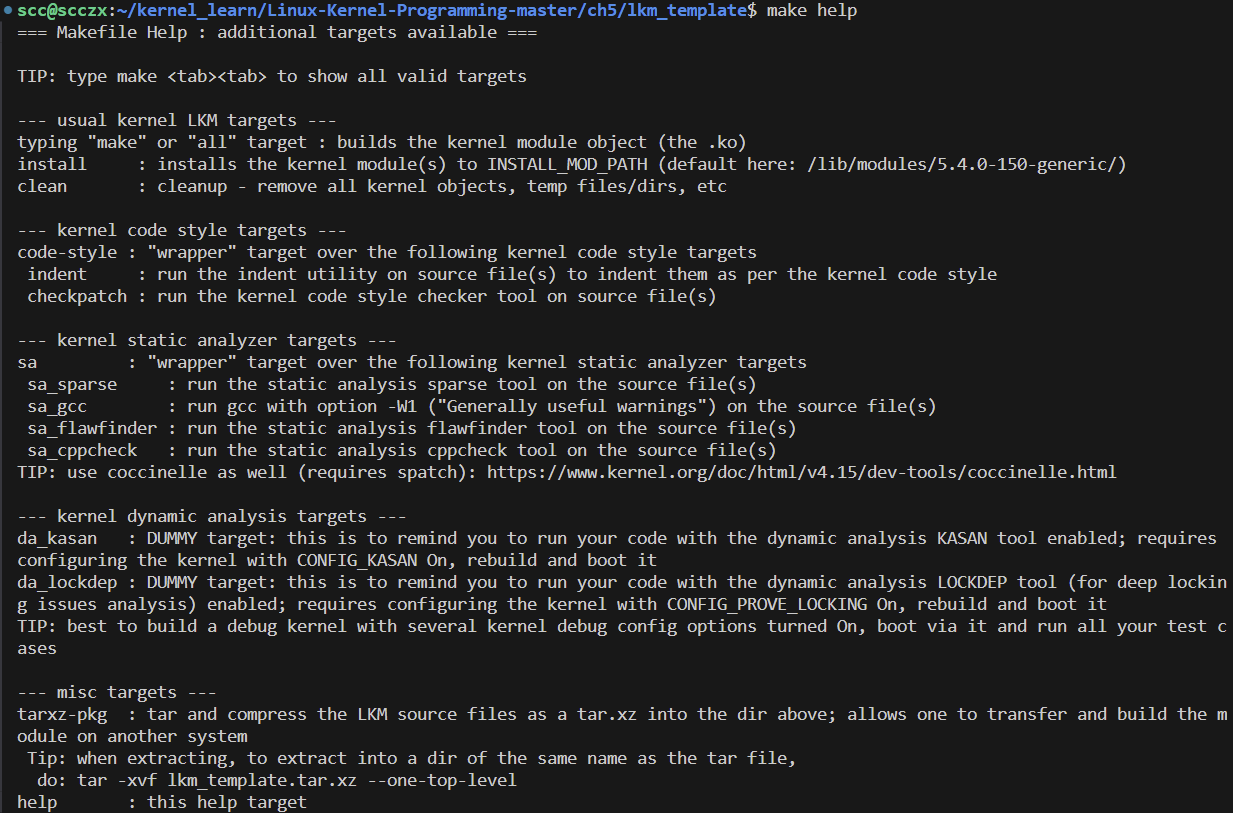 scc@scczx:~/kernel_learn/Linux-Kernel-Programming-master/ch5/lkm_template$ make help
=== Makefile Help : additional targets available ===

TIP: type make <tab><tab> to show all valid targets

--- usual kernel LKM targets ---
typing "make" or "all" target : builds the kernel module object (the .ko)
install     : installs the kernel module(s) to INSTALL_MOD_PATH (default here: /lib/modules/5.4.0-150-generic/)
clean       : cleanup - remove all kernel objects, temp files/dirs, etc

--- kernel code style targets ---
code-style : "wrapper" target over the following kernel code style targets
 indent     : run the indent utility on source file(s) to indent them as per the kernel code style
 checkpatch : run the kernel code style checker tool on source file(s)

--- kernel static analyzer targets ---
sa         : "wrapper" target over the following kernel static analyzer targets
 sa_sparse     : run the static analysis sparse tool on the source file(s)
 sa_gcc        : run gcc with option -W1 ("Generally useful warnings") on the source file(s)
 sa_flawfinder : run the static analysis flawfinder tool on the source file(s)
 sa_cppcheck   : run the static analysis cppcheck tool on the source file(s)
TIP: use coccinelle as well (requires spatch): https://www.kernel.org/doc/html/v4.15/dev-tools/coccinelle.html

--- kernel dynamic analysis targets ---
da_kasan   : DUMMY target: this is to remind you to run your code with the dynamic analysis KASAN tool enabled; requires
configuring the kernel with CONFIG_KASAN On, rebuild and boot it
da_lockdep : DUMMY target: this is to remind you to run your code with the dynamic analysis LOCKDEP tool (for deep lockin
g issues analysis) enabled; requires configuring the kernel with CONFIG_PROVE_LOCKING On, rebuild and boot it
TIP: best to build a debug kernel with several kernel debug config options turned On, boot via it and run all your test c
ases

--- misc targets ---
tarxz-pkg  : tar and compress the LKM source files as a tar.xz into the dir above; allows one to transfer and build the m
odule on another system
 Tip: when extracting, to extract into a dir of the same name as the tar file,
  do: tar -xvf lkm_template.tar.xz --one-top-level
help       : this help target